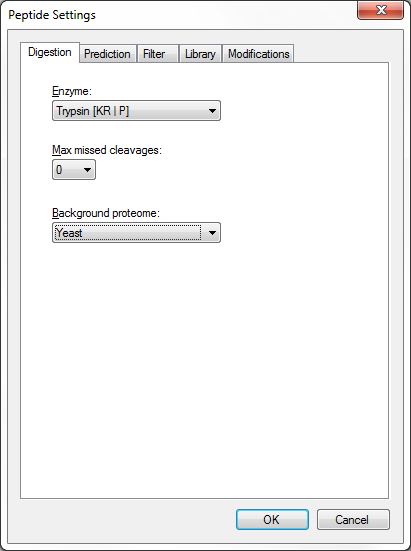 Peptide Settings
Digestion Prediction Filter Library Modifications
Enzyme:
Trypsin [KR | P]
Max missed cleavages:
0
Background proteome:
Yeast
OK Cancel